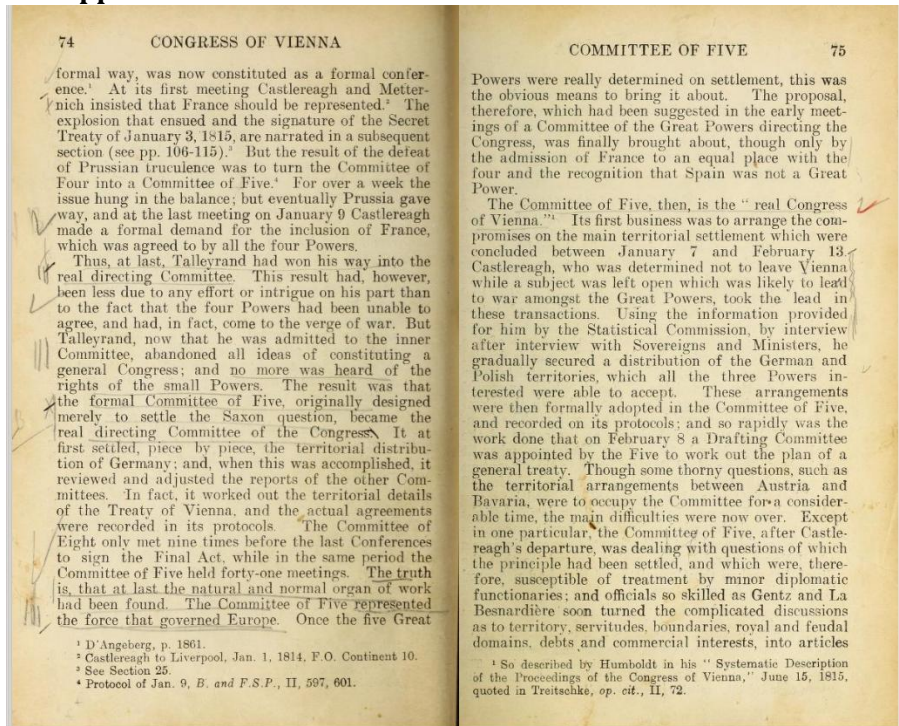 74 CONGRESS OF VIENNA
formal way, was now constituted as a formal confer-
ence.¹ At its first meeting Castlereagh and Metter-
nich insisted that France should be represented.² The
explosion that ensued and the signature of the Secret
Treaty of January 3, 1815, are narrated in a subsequent
section (see pp. 106-115).³ But the result of the defeat
of Prussian truculence was to turn the Committee of
Four into a Committee of Five.⁴ For over a week the
issue hung in the balance; but eventually Prussia gave
way, and at the last meeting on January 9 Castlereagh
made a formal demand for the inclusion of France,
which was agreed to by all the four Powers.
Thus, at last, Talleyrand had won his way into the
real directing Committee. This result had, however,
been less due to any effort or intrigue on his part than
to the fact that the four Powers had been unable to
agree, and had, in fact, come to the verge of war. But
Talleyrand, now that he was admitted to the inner
Committee, abandoned all ideas of constituting a
general Congress; and no more was heard of the
rights of the small Powers. The result was that
the formal Committee of Five, originally designed
merely to settle the Saxon question, became the
real directing Committee of the Congress. It at
first settled, piece by piece, the territorial distribu-
tion of Germany; and, when this was accomplished, it
reviewed and adjusted the reports of the other Com-
mittees. In fact, it worked out the territorial details
of the Treaty of Vienna, and the actual agreements
were recorded in its protocols. The Committee of
Eight only met nine times before the last Conferences
to sign the Final Act, while in the same period the
Committee of Five held forty-one meetings. The truth
is, that at last the natural and normal organ of work
had been found. The Committee of Five represented
the force that governed Europe. Once the five Great
¹ D'Angeberg, p. 1861.
² Castlereagh to Liverpool, Jan. 1, 1814, F.O. Continent 10.
³ See Section 25.
⁴ Protocol of Jan. 9, B. and F.S.P., II, 597, 601.
COMMITTEE OF FIVE 75
Powers were really determined on settlement, this was
the obvious means to bring it about. The proposal,
therefore, which had been suggested in the early meet-
ings of a Committee of the Great Powers directing the
Congress, was finally brought about, though only by
the admission of France to an equal place with the
four and the recognition that Spain was not a Great
Power.
The Committee of Five, then, is the " real Congress
of Vienna."¹ Its first business was to arrange the com-
promises on the main territorial settlement which were
concluded between January 7 and February 13.
Castlereagh, who was determined not to leave Vienna
while a subject was left open which was likely to lead
to war amongst the Great Powers, took the lead in
these transactions. Using the information provided
for him by the Statistical Commission, by interview
after interview with Sovereigns and Ministers, he
gradually secured a distribution of the German and
Polish territories, which all the three Powers in-
terested were able to accept. These arrangements
were then formally adopted in the Committee of Five,
and recorded on its protocols; and so rapidly was the
work done that on February 8 a Drafting Committee
was appointed by the Five to work out the plan of a
general treaty. Though some thorny questions, such as
the territorial arrangements between Austria and
Bavaria, were to occupy the Committee for a consider-
able time, the main difficulties were now over. Except
in one particular, the Committee of Five, after Castle-
reagh's departure, was dealing with questions of which
the principle had been settled, and which were, there-
fore, susceptible of treatment by minor diplomatic
functionaries; and officials so skilled as Gentz and La
Besnardière soon turned the complicated discussions
as to territory, servitudes, boundaries, royal and feudal
domains, debts and commercial interests, into articles
¹ So described by Humboldt in his " Systematic Description
of the Proceedings of the Congress of Vienna," June 15, 1815,
quoted in Treitschke, op. cit., II, 72.